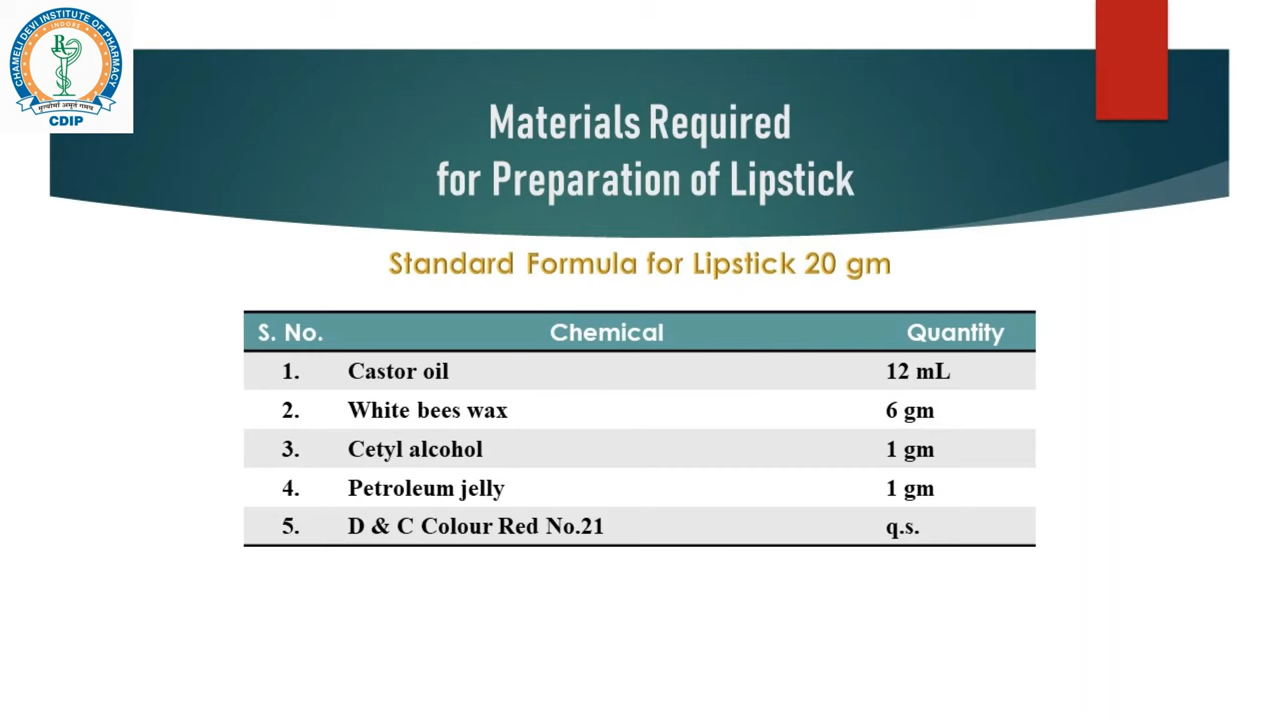 CHAMELI DEVI INSTITUTE OF PHARMACY
INDORE
CDIP
Materials Required
for Preparation of Lipstick
Standard Formula for Lipstick 20 gm
S. No. Chemical Quantity
1. Castor oil 12 mL
2. White bees wax 6 gm
3. Cetyl alcohol 1 gm
4. Petroleum jelly 1 gm
5. D & C Colour Red No.21 q.s.